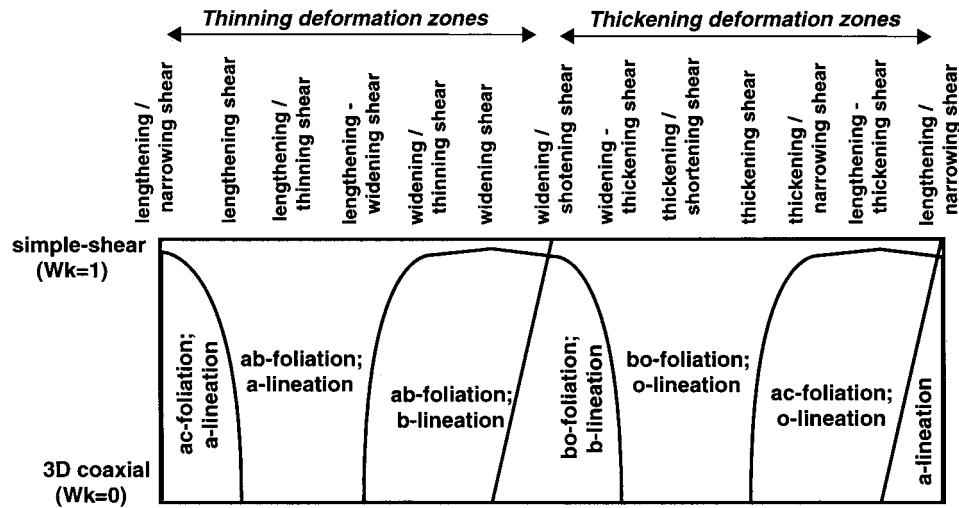 Thinning deformation zones
Thickening deformation zones
lengthening /
narrowing shear
lengthening shear
lengthening /
thinning shear
lengthening -
widening shear
widening /
thinning shear
widening shear
widening /
shotening shear
widening -
thickening shear
thickening /
shortening shear
thickening shear
thickening /
narrowing shear
lengthening -
thickening shear
lengthening /
narrowing shear
simple-shear
(Wk=1)
ac-foliation;
a-lineation
ab-foliation;
a-lineation
ab-foliation;
b-lineation
bo-foliation;
b-lineation
bo-foliation;
o-lineation
ac-foliation;
o-lineation
a-lineation
3D coaxial
(Wk=0)